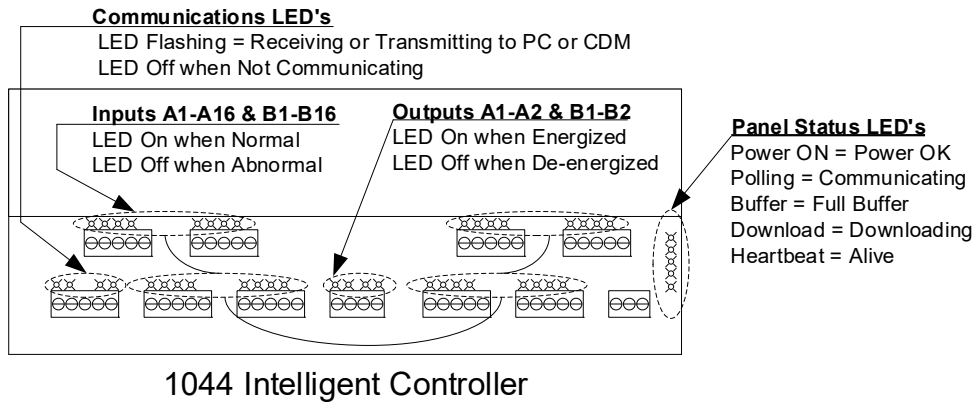 Communications LED's
LED Flashing = Receiving or Transmitting to PC or CDM
LED Off when Not Communicating
Inputs A1-A16 & B1-B16
LED On when Normal
LED Off when Abnormal
Outputs A1-A2 & B1-B2
LED On when Energized
LED Off when De-energized
Panel Status LED's
Power ON = Power OK
Polling = Communicating
Buffer = Full Buffer
Download = Downloading
Heartbeat = Alive
1044 Intelligent Controller